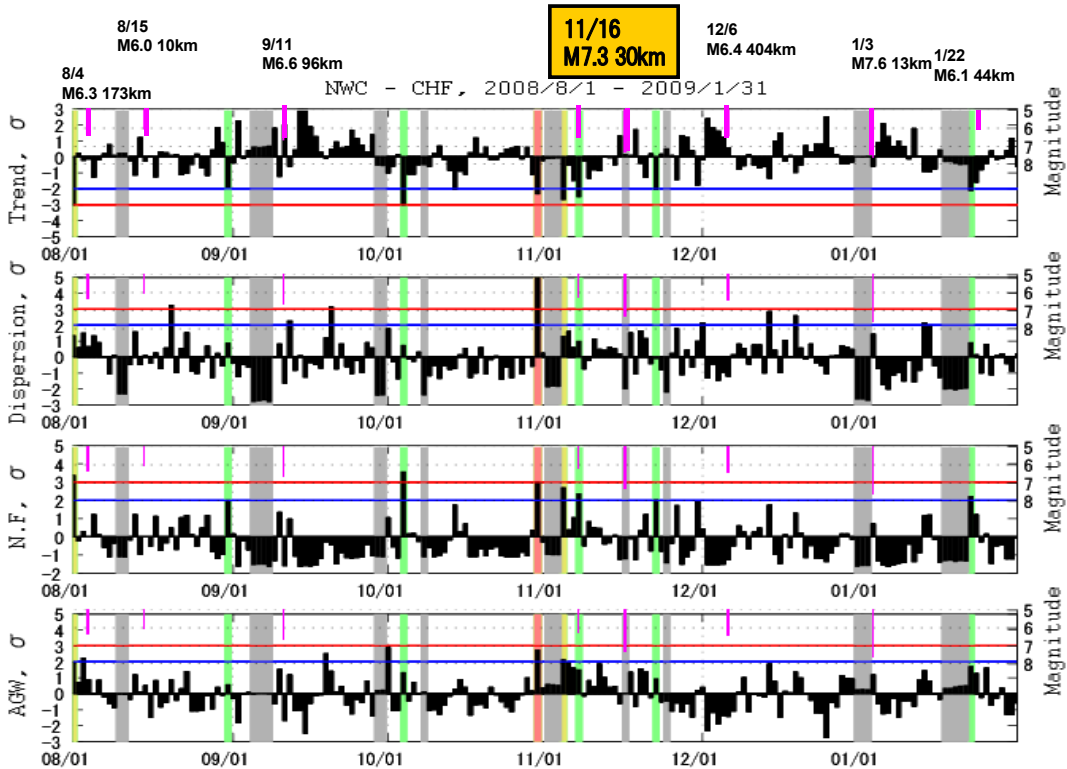 8/4
M6.3 173km
8/15
M6.0 10km
9/11
M6.6 96km
11/16
M7.3 30km
12/6
M6.4 404km
1/3
M7.6 13km
1/22
M6.1 44km
NWC - CHF, 2008/8/1 - 2009/1/31
Trend, σ
3
2
1
0
-1
-2
-3
-4
-5
5
6
7
8
Magnitude
08/01 09/01 10/01 11/01 12/01 01/01
Dispersion, σ
5
4
3
2
1
0
-1
-2
-3
5
6
7
8
Magnitude
08/01 09/01 10/01 11/01 12/01 01/01
N.F, σ
5
4
3
2
1
0
-1
-2
5
6
7
8
Magnitude
08/01 09/01 10/01 11/01 12/01 01/01
AGW, σ
5
4
3
2
1
0
-1
-2
-3
5
6
7
8
Magnitude
08/01 09/01 10/01 11/01 12/01 01/01